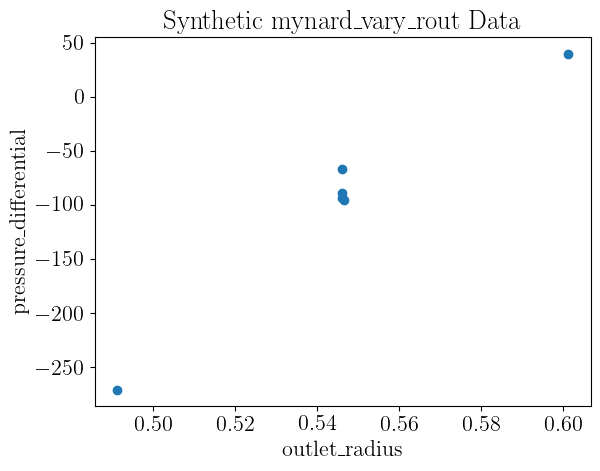 Synthetic mynard_vary_rout Data
50
0
−50
−100
−150
−200
−250
pressure_differential
0.50 0.52 0.54 0.56 0.58 0.60
outlet_radius